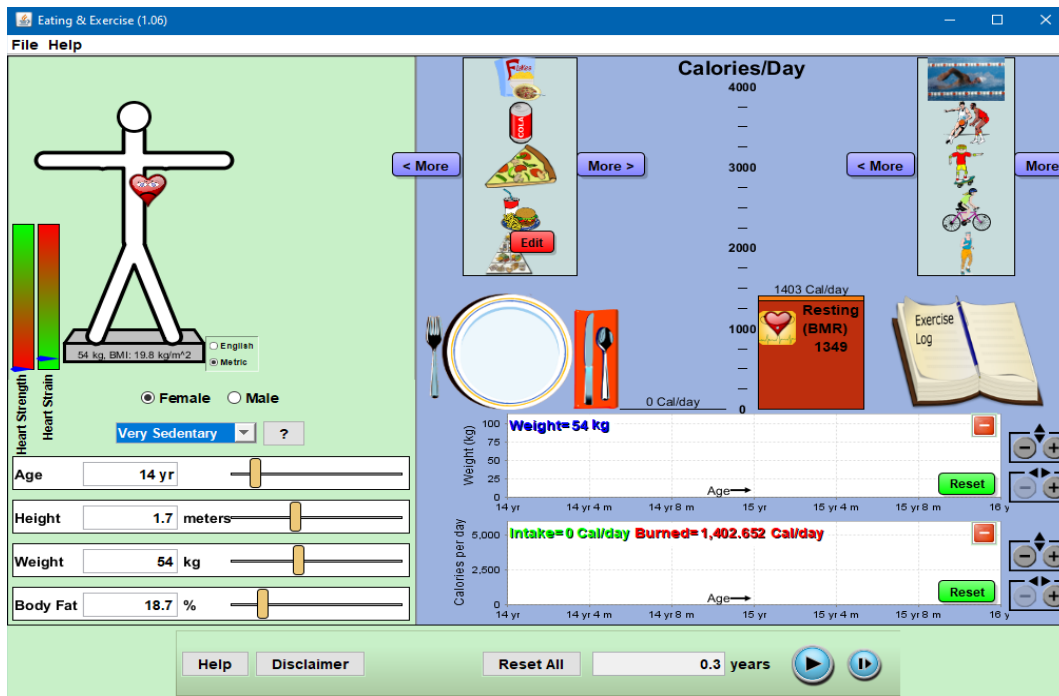 Eating & Exercise (1.06)
File Help
Calories/Day
4000
3000
2000
1000
0
COLA
< More
More >
< More
More
Edit
1403 Cal/day
Resting
(BMR)
1349
0 Cal/day
Exercise
Log
54 kg, BMI: 19.8 kg/m^2
English
Metric
Heart Strength
Heart Strain
Female
Male
Very Sedentary
?
Age
14 yr
Height
1.7 meters
Weight
54 kg
Body Fat
18.7 %
Weight= 54 kg
Weight (kg)
100
75
50
25
0
Age
Reset
14 yr 14 yr 4 m 14 yr 8 m 15 yr 15 yr 4 m 15 yr 8 m 16 y
Intake= 0 Cal/day Burned= 1,402.652 Cal/day
Calories per day
5,000
2,500
0
Age
Reset
14 yr 14 yr 4 m 14 yr 8 m 15 yr 15 yr 4 m 15 yr 8 m 16 y
Help
Disclaimer
Reset All
0.3 years